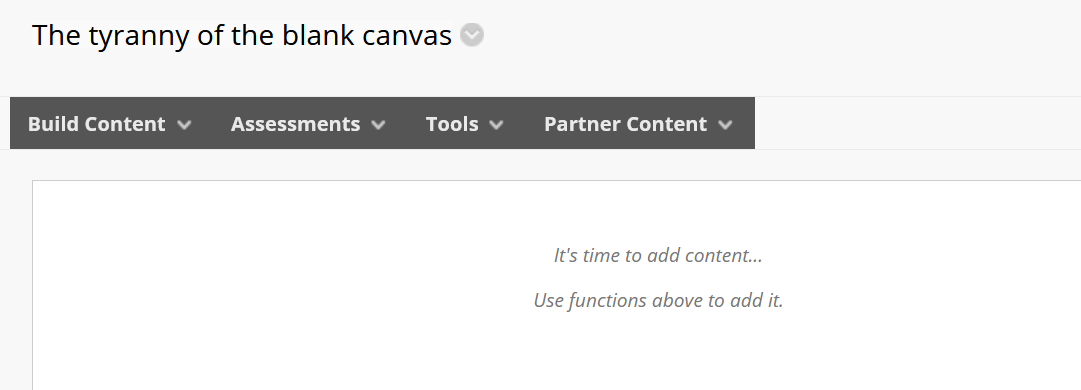 The tyranny of the blank canvas
Build Content Assessments Tools Partner Content
It's time to add content...
Use functions above to add it.